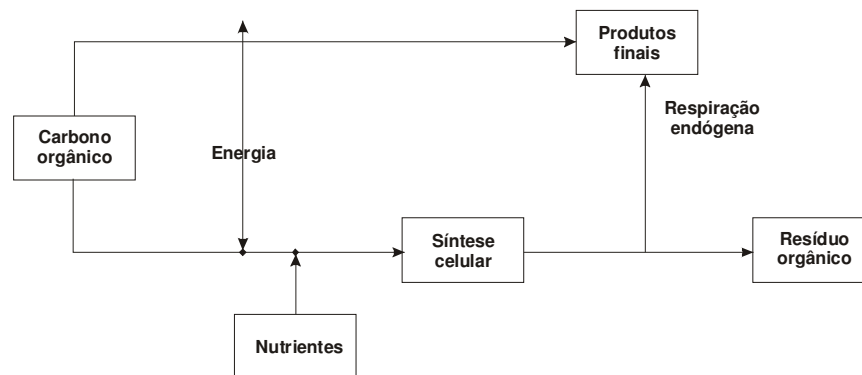 Produtos
finais
Respiração
endógena
Carbono
orgânico
Energia
Síntese
celular
Resíduo
orgânico
Nutrientes